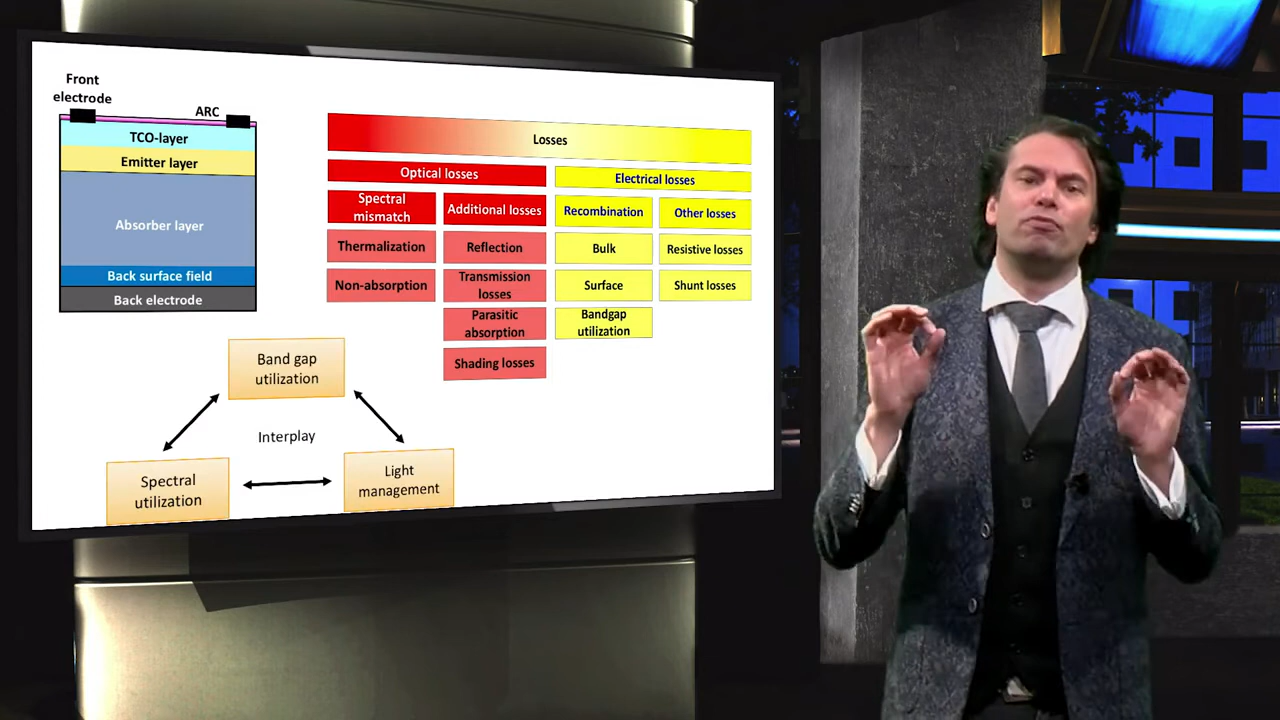 Front
electrode
ARC
TCO-layer
Emitter layer
Absorber layer
Back surface field
Back electrode
Losses
Optical losses
Electrical losses
Spectral
mismatch
Additional losses
Recombination
Other losses
Thermalization
Reflection
Bulk
Resistive losses
Non-absorption
Transmission
losses
Surface
Shunt losses
Parasitic
absorption
Bandgap
utilization
Shading losses
Band gap
utilization
Interplay
Spectral
utilization
Light
management